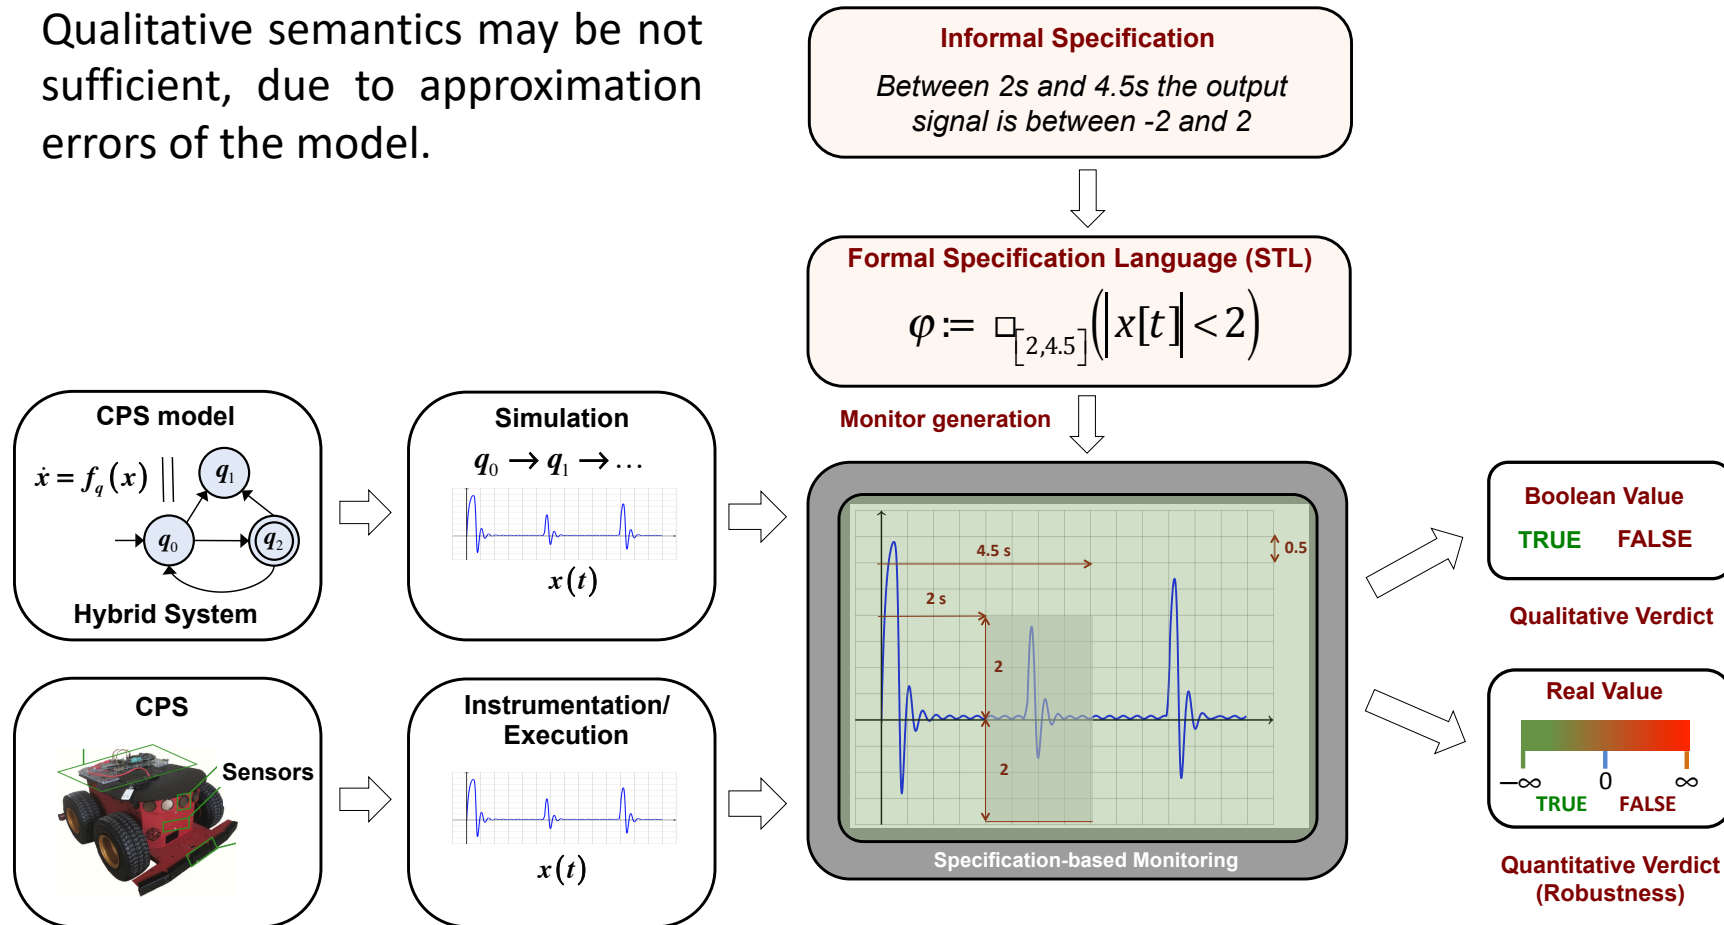 Qualitative semantics may be not
sufficient, due to approximation
errors of the model.
Informal Specification
Between 2s and 4.5s the output
signal is between -2 and 2
Formal Specification Language (STL)
φ := □[2,4.5](|x[t]| < 2)
Monitor generation
CPS model
ẋ = f_q(x) ||
q₁
q₀
q₂
Hybrid System
Simulation
q₀ → q₁ → …
x(t)
CPS
Sensors
Instrumentation/
Execution
x(t)
4.5 s
0.5
2 s
2
2
Specification-based Monitoring
Boolean Value
TRUE FALSE
Qualitative Verdict
Real Value
−∞ 0 ∞
TRUE FALSE
Quantitative Verdict
(Robustness)